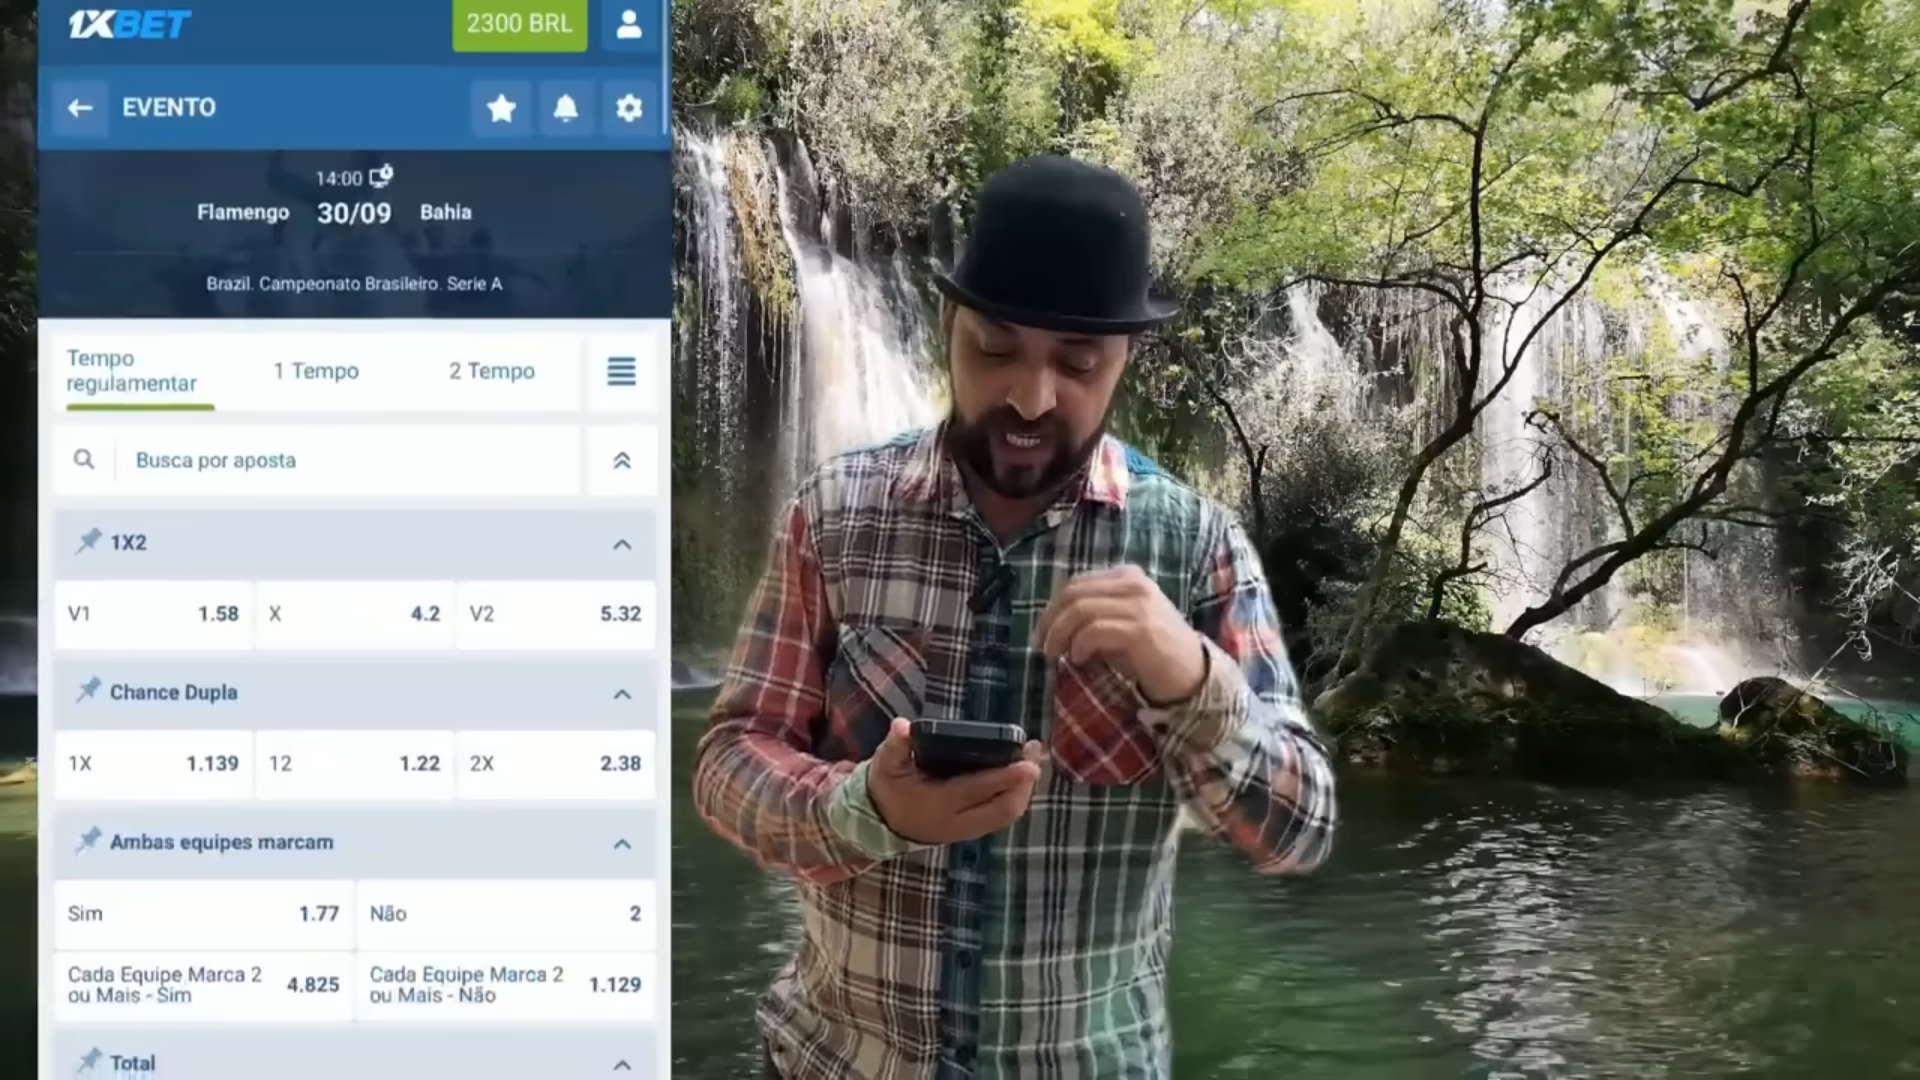 1XBET
2300 BRL
EVENTO
14:00
Flamengo 30/09 Bahia
Brazil. Campeonato Brasileiro. Serie A
Tempo
regulamentar
1 Tempo
2 Tempo
Busca por aposta
1X2
V1 1.58 X 4.2 V2 5.32
Chance Dupla
1X 1.139 12 1.22 2X 2.38
Ambas equipes marcam
Sim 1.77 Não 2
Cada Equipe Marca 2
ou Mais - Sim
4.825
Cada Equipe Marca 2
ou Mais - Não
1.129
Total